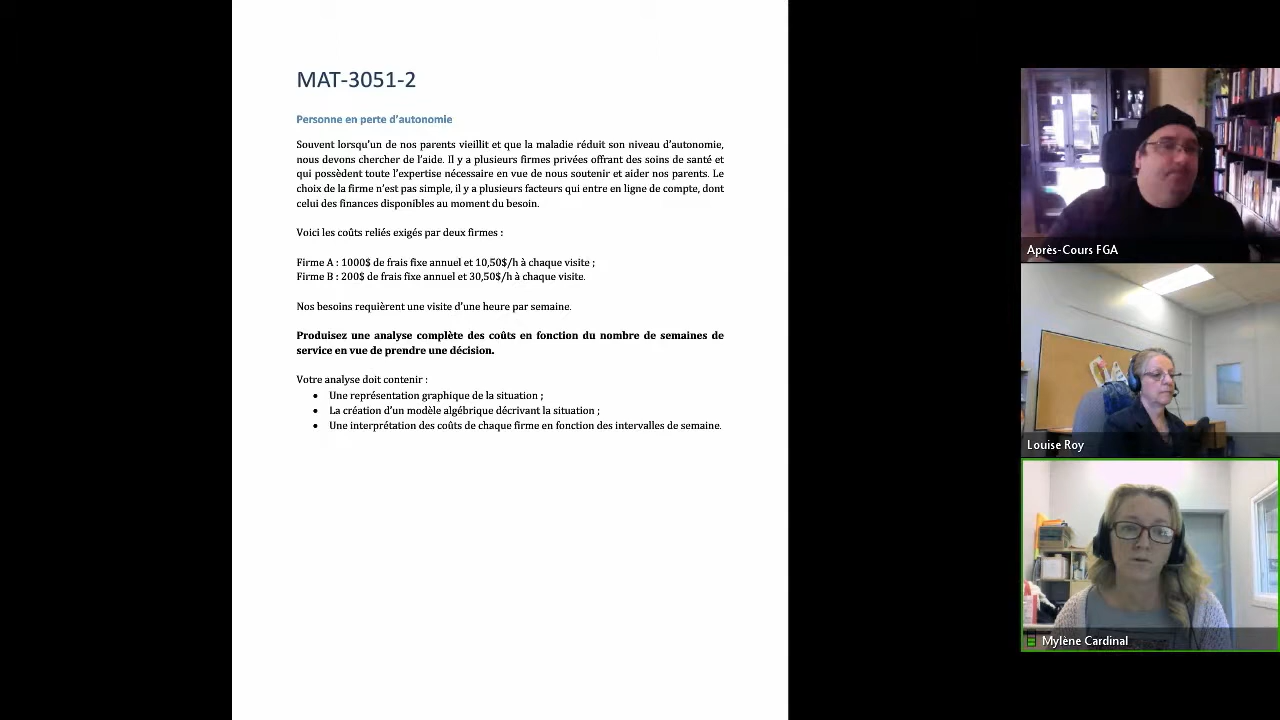 MAT-3051-2
Personne en perte d'autonomie
Souvent lorsqu'un de nos parents vieillit et que la maladie réduit son niveau d'autonomie,
nous devons chercher de l'aide. Il y a plusieurs firmes privées offrant des soins de santé et
qui possèdent toute l'expertise nécessaire en vue de nous soutenir et aider nos parents. Le
choix de la firme n'est pas simple, il y a plusieurs facteurs qui entre en ligne de compte, dont
celui des finances disponibles au moment du besoin.
Voici les coûts reliés exigés par deux firmes :
Firme A : 1000$ de frais fixe annuel et 10,50$/h à chaque visite ;
Firme B : 200$ de frais fixe annuel et 30,50$/h à chaque visite.
Nos besoins requièrent une visite d'une heure par semaine.
Produisez une analyse complète des coûts en fonction du nombre de semaines de
service en vue de prendre une décision.
Votre analyse doit contenir :
• Une représentation graphique de la situation ;
• La création d'un modèle algébrique décrivant la situation ;
• Une interprétation des coûts de chaque firme en fonction des intervalles de semaine.
Après-Cours FGA
Louise Roy
Mylène Cardinal